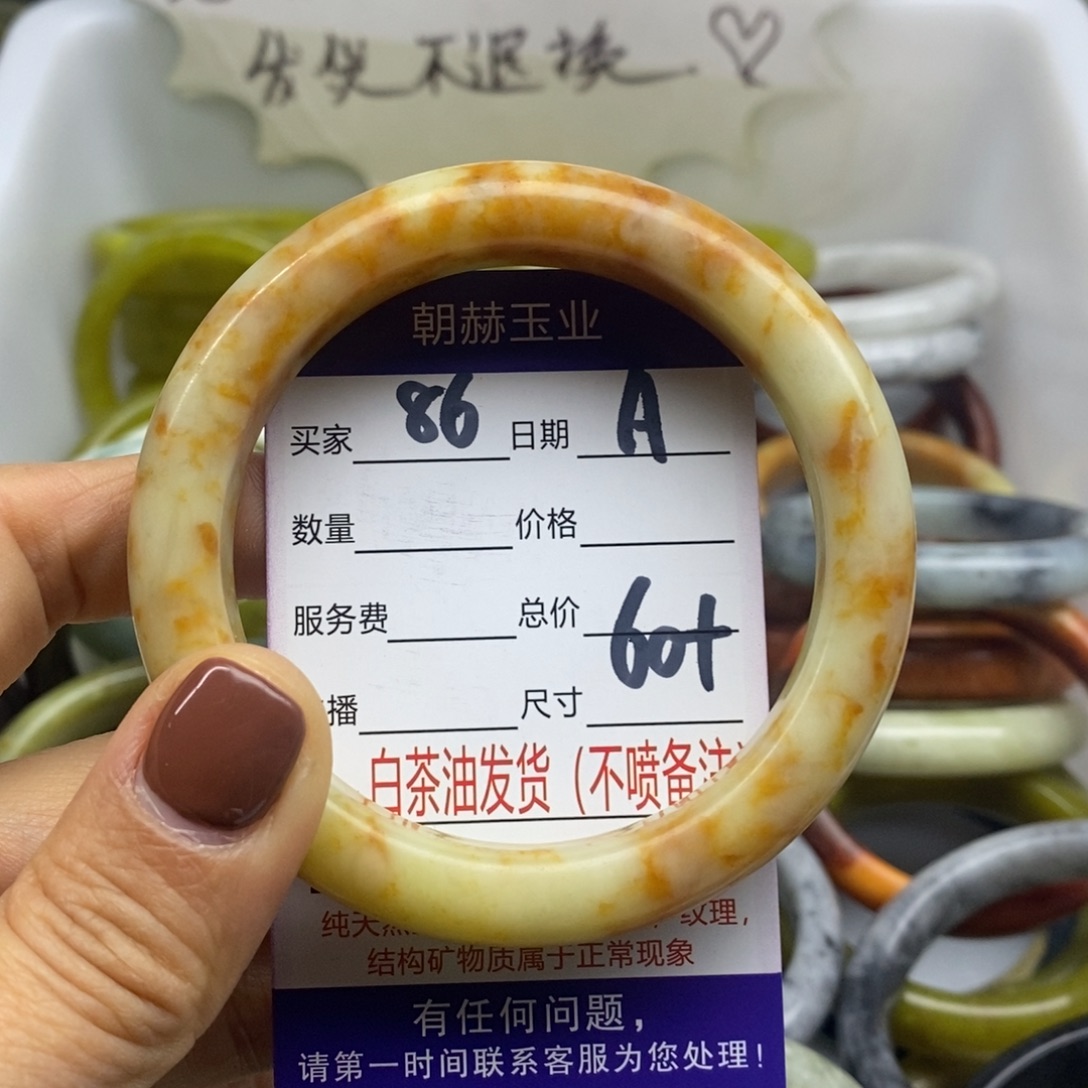 不退换
朝赫玉业
买家 86 日期 A
数量 价格
服务费 总价
60+
播 尺寸
白茶油发货（不喷备注
纯天 纹理，
结构矿物质属于正常现象
有任何问题，
请第一时间联系客服为您处理！